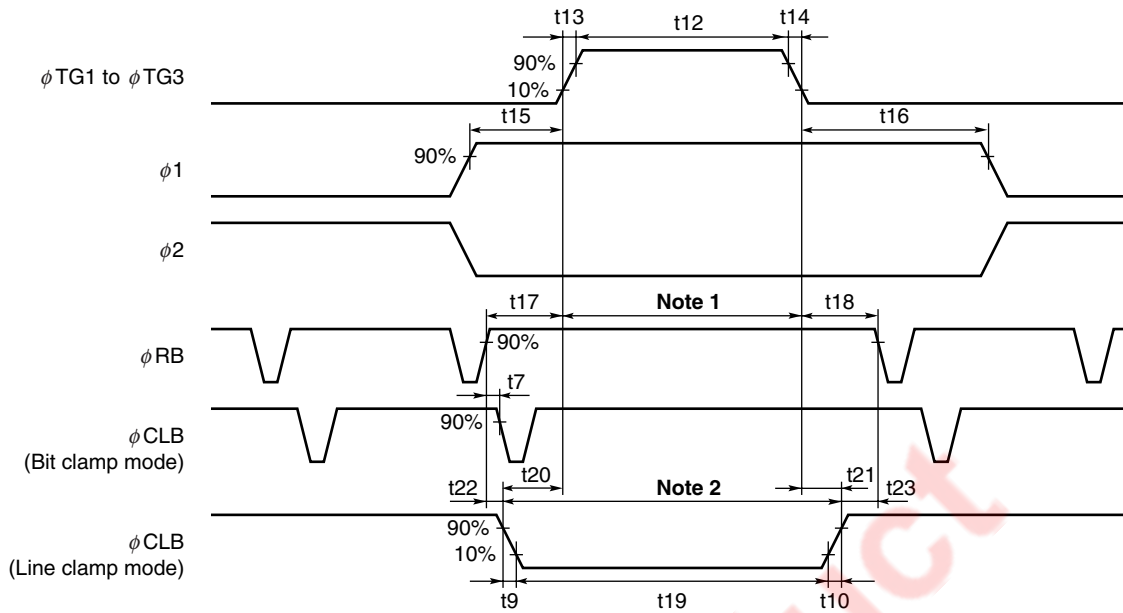 t13 t12 t14
90%
φTG1 to φTG3
10%
t15 t16
90%
φ1
φ2
t17 Note 1 t18
90%
φRB
t7
90%
φCLB
(Bit clamp mode)
t20 t21
t22 Note 2 t23
90%
φCLB
10%
(Line clamp mode)
t9 t19 t10